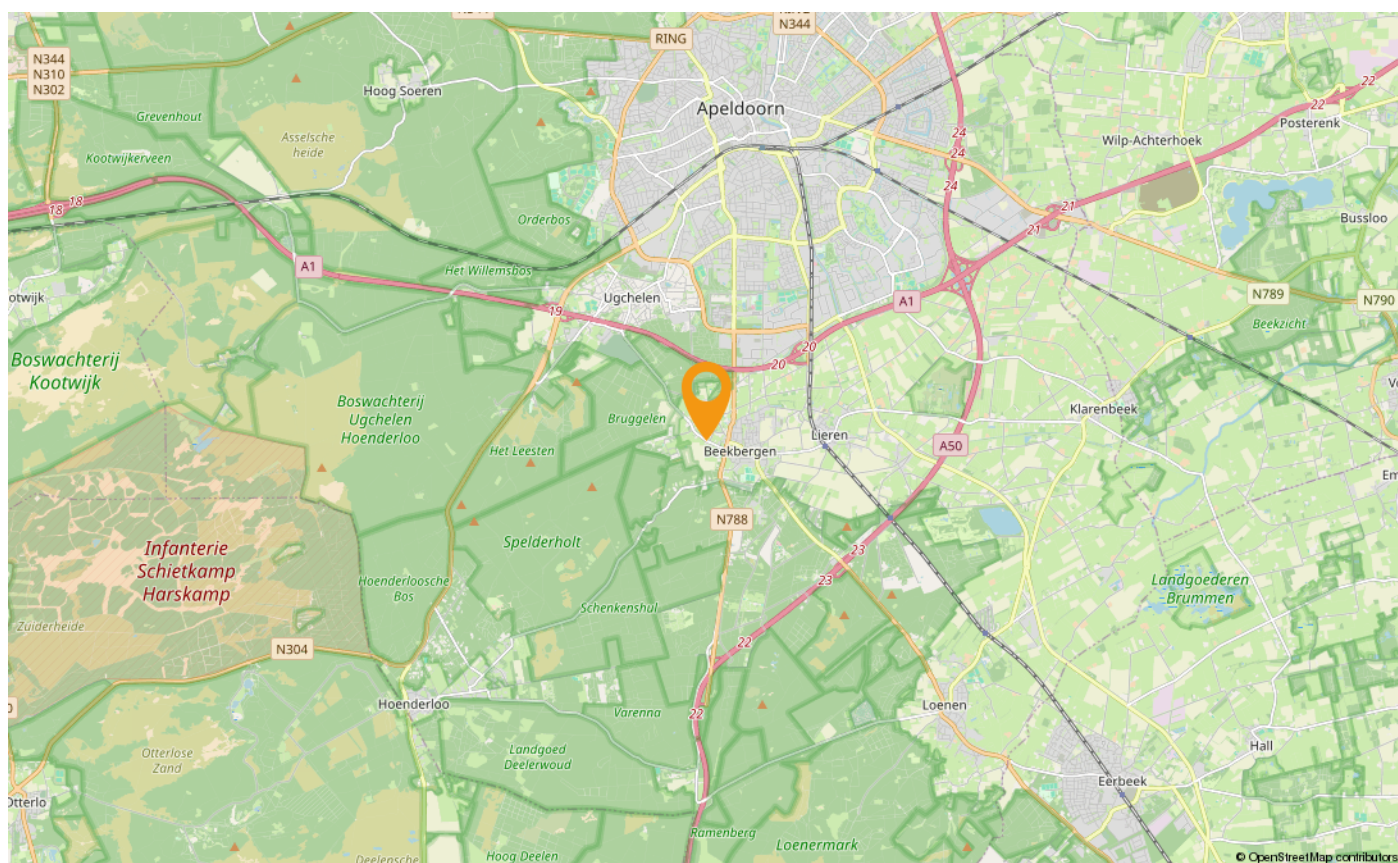 RING
N344
N344
N310
N302
Hoog Soeren
Apeldoorn
22
22
Posterenk
Grevenhout
Asselsche
heide
24
24
24
Wilp-Achterhoek
Kootwijkerveen
18
18
21
21
Bussloo
Orderbos
A1
Het Willemsbos
Ugchelen
19
A1
N789
N790
Beekzicht
20
20
Boswachterij
Kootwijk
Boswachterij
Ugchelen
Hoenderloo
Bruggelen
Klarenbeek
Lieren
A50
Het Leesten
Beekbergen
N788
Infanterie
Schietkamp
Harskamp
Spelderholt
23
23
Hoenderloosche
Bos
Landgoederen
Brummen
Schenkenshul
Zuiderheide
22
N304
Hoenderloo
Varenna
22
Loenen
Otterlose
Zand
Landgoed
Deelerwoud
Hall
Eerbeek
Otterlo
Ramenberg
Loenermark
Deelensche
Hoog Deelen
© OpenStreetMap contributors